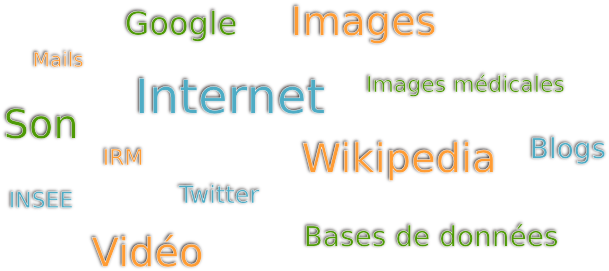 Google
Images
Mails
Internet
Images médicales
Son
IRM
Wikipedia
Blogs
INSEE
Twitter
Vidéo
Bases de données